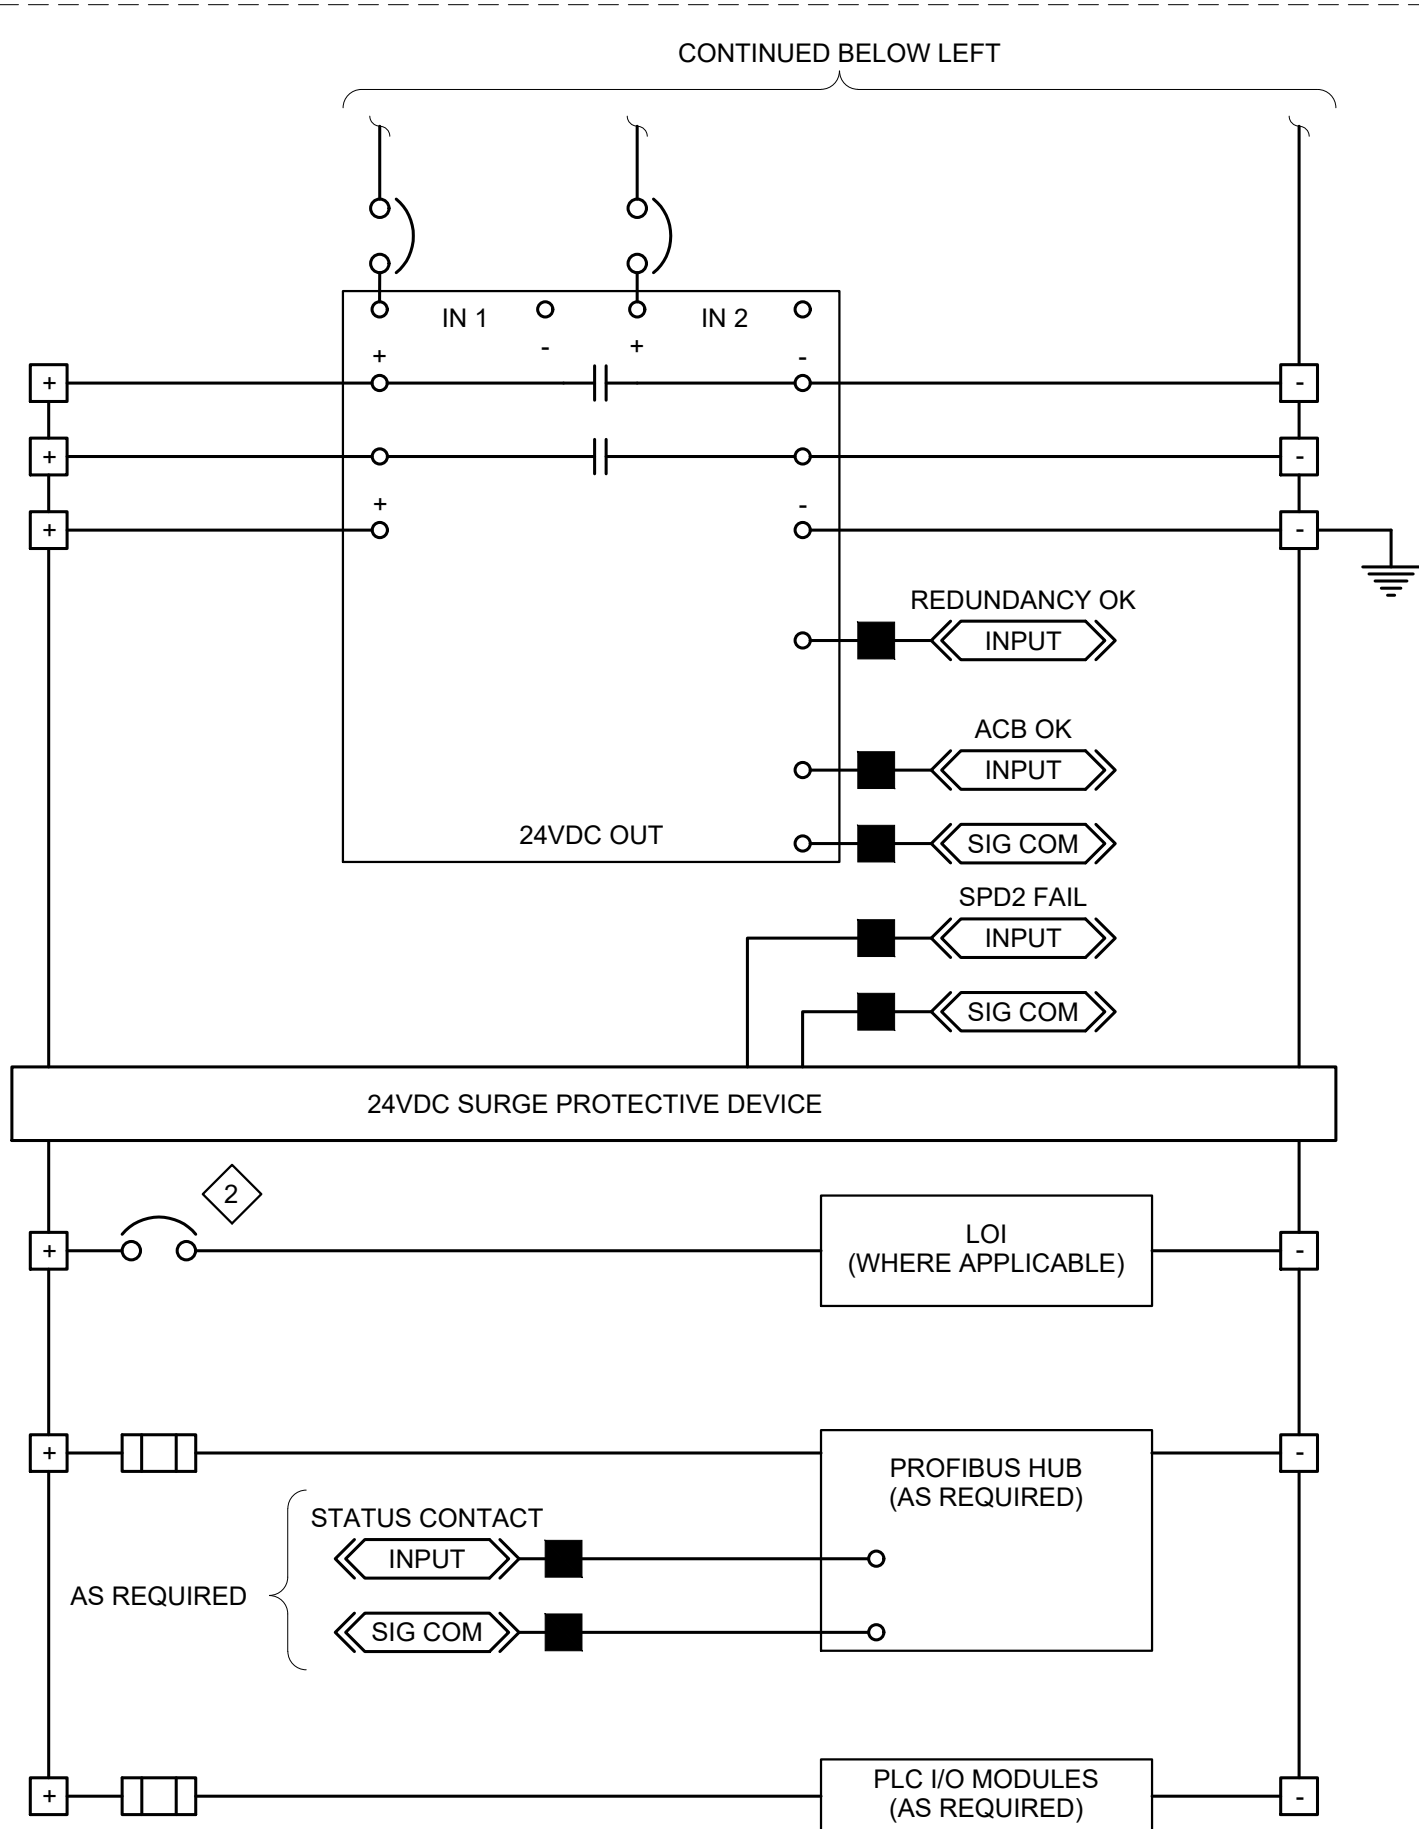 CONTINUED BELOW LEFT
IN 1
IN 2
+
-
+
-
+
-
+
-
+
-
+
-
REDUNDANCY OK
INPUT
ACB OK
INPUT
24VDC OUT
SIG COM
SPD2 FAIL
INPUT
SIG COM
24VDC SURGE PROTECTIVE DEVICE
2
+
LOI
(WHERE APPLICABLE)
-
+
PROFIBUS HUB
(AS REQUIRED)
-
STATUS CONTACT
INPUT
AS REQUIRED
SIG COM
+
PLC I/O MODULES
(AS REQUIRED)
-